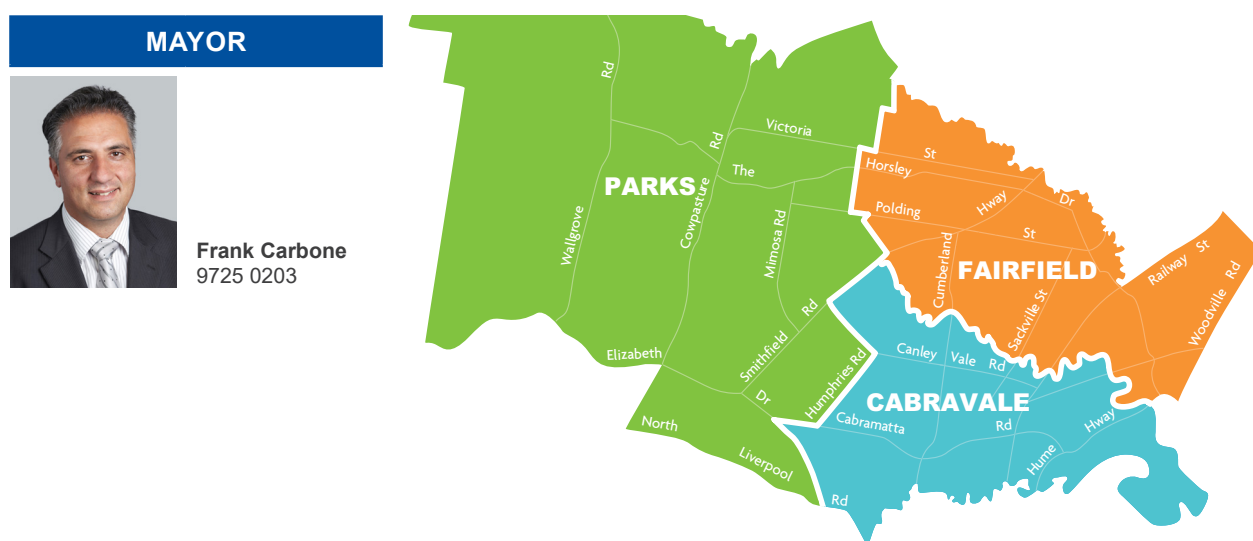 MAYOR
Frank Carbone
9725 0203
Rd
Victoria
St
Rd
The
Horsley
Dr
PARKS
Hway
Polding
St
Wallgrove
Cowpasture
Mimosa Rd
Cumberland
FAIRFIELD
Railway St
Woodville Rd
Sackville St
Smithfield Rd
Elizabeth
Dr
Humphries Rd
Canley Vale Rd
CABRAVALE
Cabramatta
Rd
Hume
Hway
North
Liverpool
Rd